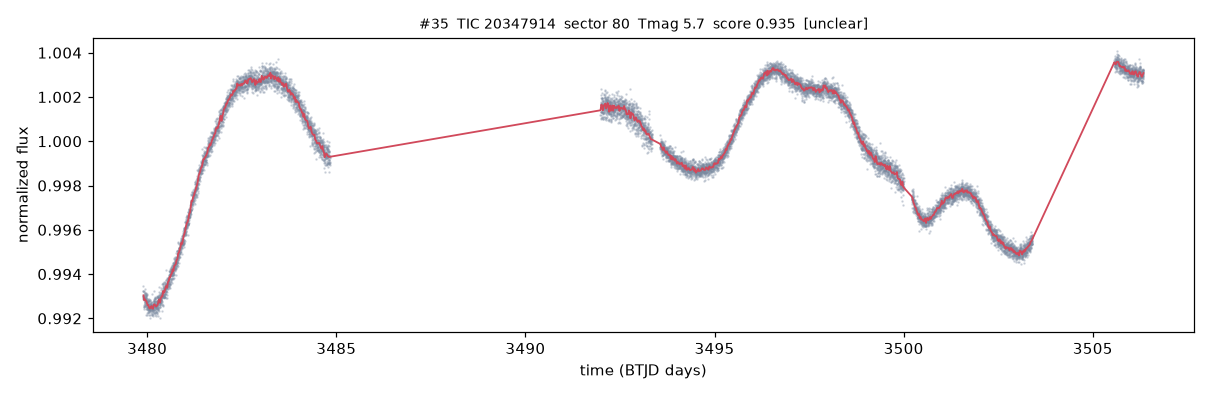 #35  TIC 20347914  sector 80  Tmag 5.7  score 0.935  [unclear]
normalized flux
1.004
1.002
1.000
0.998
0.996
0.994
0.992
3480 3485 3490 3495 3500 3505
time (BTJD days)